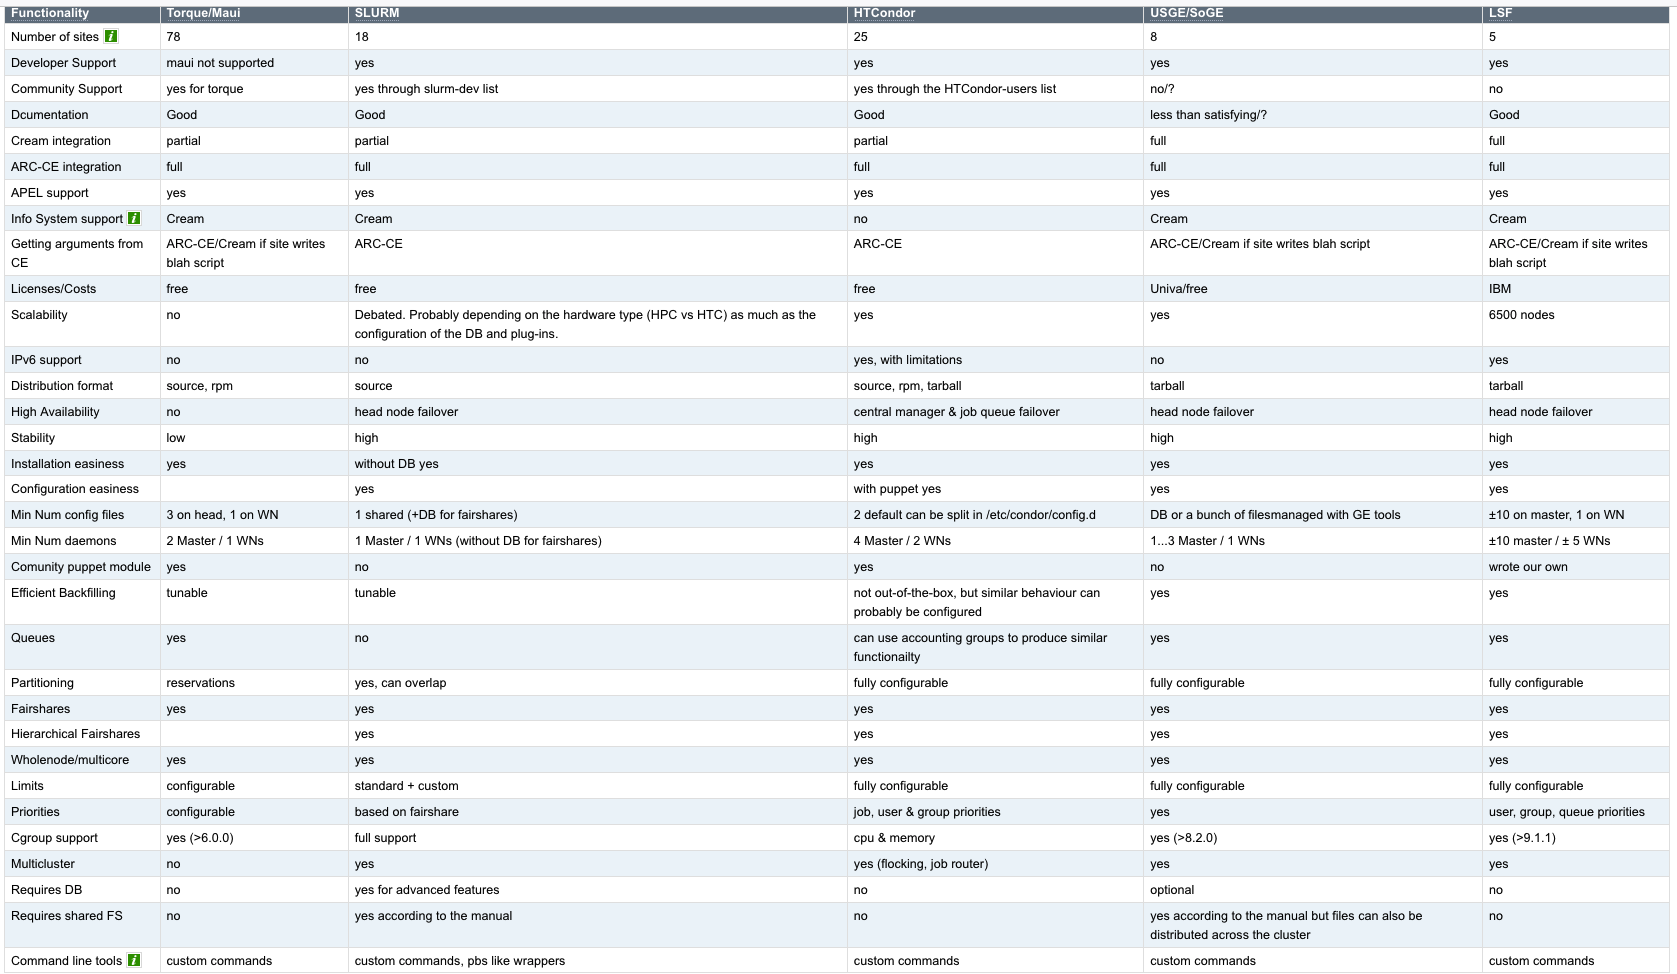 Functionality Torque/Maui SLURM HTCondor USGE/SoGE LSF
Number of sites i 78 18 25 8 5
Developer Support maui not supported yes yes yes yes
Community Support yes for torque yes through slurm-dev list yes through the HTCondor-users list no/? no
Dcumentation Good Good Good less than satisfying/? Good
Cream integration partial partial partial full full
ARC-CE integration full full full full full
APEL support yes yes yes yes yes
Info System support i Cream Cream no Cream Cream
Getting arguments from ARC-CE/Cream if site writes ARC-CE ARC-CE ARC-CE/Cream if site writes blah script ARC-CE/Cream if site writes
CE blah script blah script
Licenses/Costs free free free Univa/free IBM
Scalability no Debated. Probably depending on the hardware type (HPC vs HTC) as much as the yes yes 6500 nodes
configuration of the DB and plug-ins.
IPv6 support no no yes, with limitations no yes
Distribution format source, rpm source source, rpm, tarball tarball tarball
High Availability no head node failover central manager & job queue failover head node failover head node failover
Stability low high high high high
Installation easiness yes without DB yes yes yes yes
Configuration easiness yes with puppet yes yes yes
Min Num config files 3 on head, 1 on WN 1 shared (+DB for fairshares) 2 default can be split in /etc/condor/config.d DB or a bunch of filesmanaged with GE tools ±10 on master, 1 on WN
Min Num daemons 2 Master / 1 WNs 1 Master / 1 WNs (without DB for fairshares) 4 Master / 2 WNs 1...3 Master / 1 WNs ±10 master / ± 5 WNs
Comunity puppet module yes no yes no wrote our own
Efficient Backfilling tunable tunable not out-of-the-box, but similar behaviour can yes yes
probably be configured
Queues yes no can use accounting groups to produce similar yes yes
functionailty
Partitioning reservations yes, can overlap fully configurable fully configurable fully configurable
Fairshares yes yes yes yes yes
Hierarchical Fairshares yes yes yes yes
Wholenode/multicore yes yes yes yes yes
Limits configurable standard + custom fully configurable fully configurable fully configurable
Priorities configurable based on fairshare job, user & group priorities yes user, group, queue priorities
Cgroup support yes (>6.0.0) full support cpu & memory yes (>8.2.0) yes (>9.1.1)
Multicluster no yes yes (flocking, job router) yes yes
Requires DB no yes for advanced features no optional no
Requires shared FS no yes according to the manual no yes according to the manual but files can also be no
distributed across the cluster
Command line tools i custom commands custom commands, pbs like wrappers custom commands custom commands custom commands